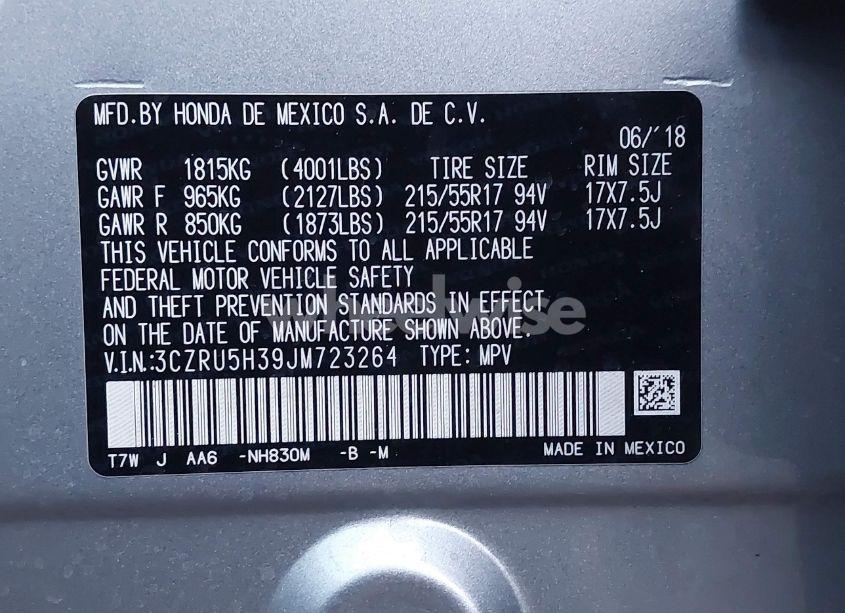 MFD.BY HONDA DE MEXICO S.A. DE C.V.
06/'18
GVWR 1815KG (4001LBS) TIRE SIZE RIM SIZE
GAWR F 965KG (2127LBS) 215/55R17 94V 17X7.5J
GAWR R 850KG (1873LBS) 215/55R17 94V 17X7.5J
THIS VEHICLE CONFORMS TO ALL APPLICABLE
FEDERAL MOTOR VEHICLE SAFETY
AND THEFT PREVENTION STANDARDS IN EFFECT
ON THE DATE OF MANUFACTURE SHOWN ABOVE.
V.I.N.:3CZRU5H39JM723264 TYPE: MPV
T7W J AA6 -NH830M -B -M MADE IN MEXICO